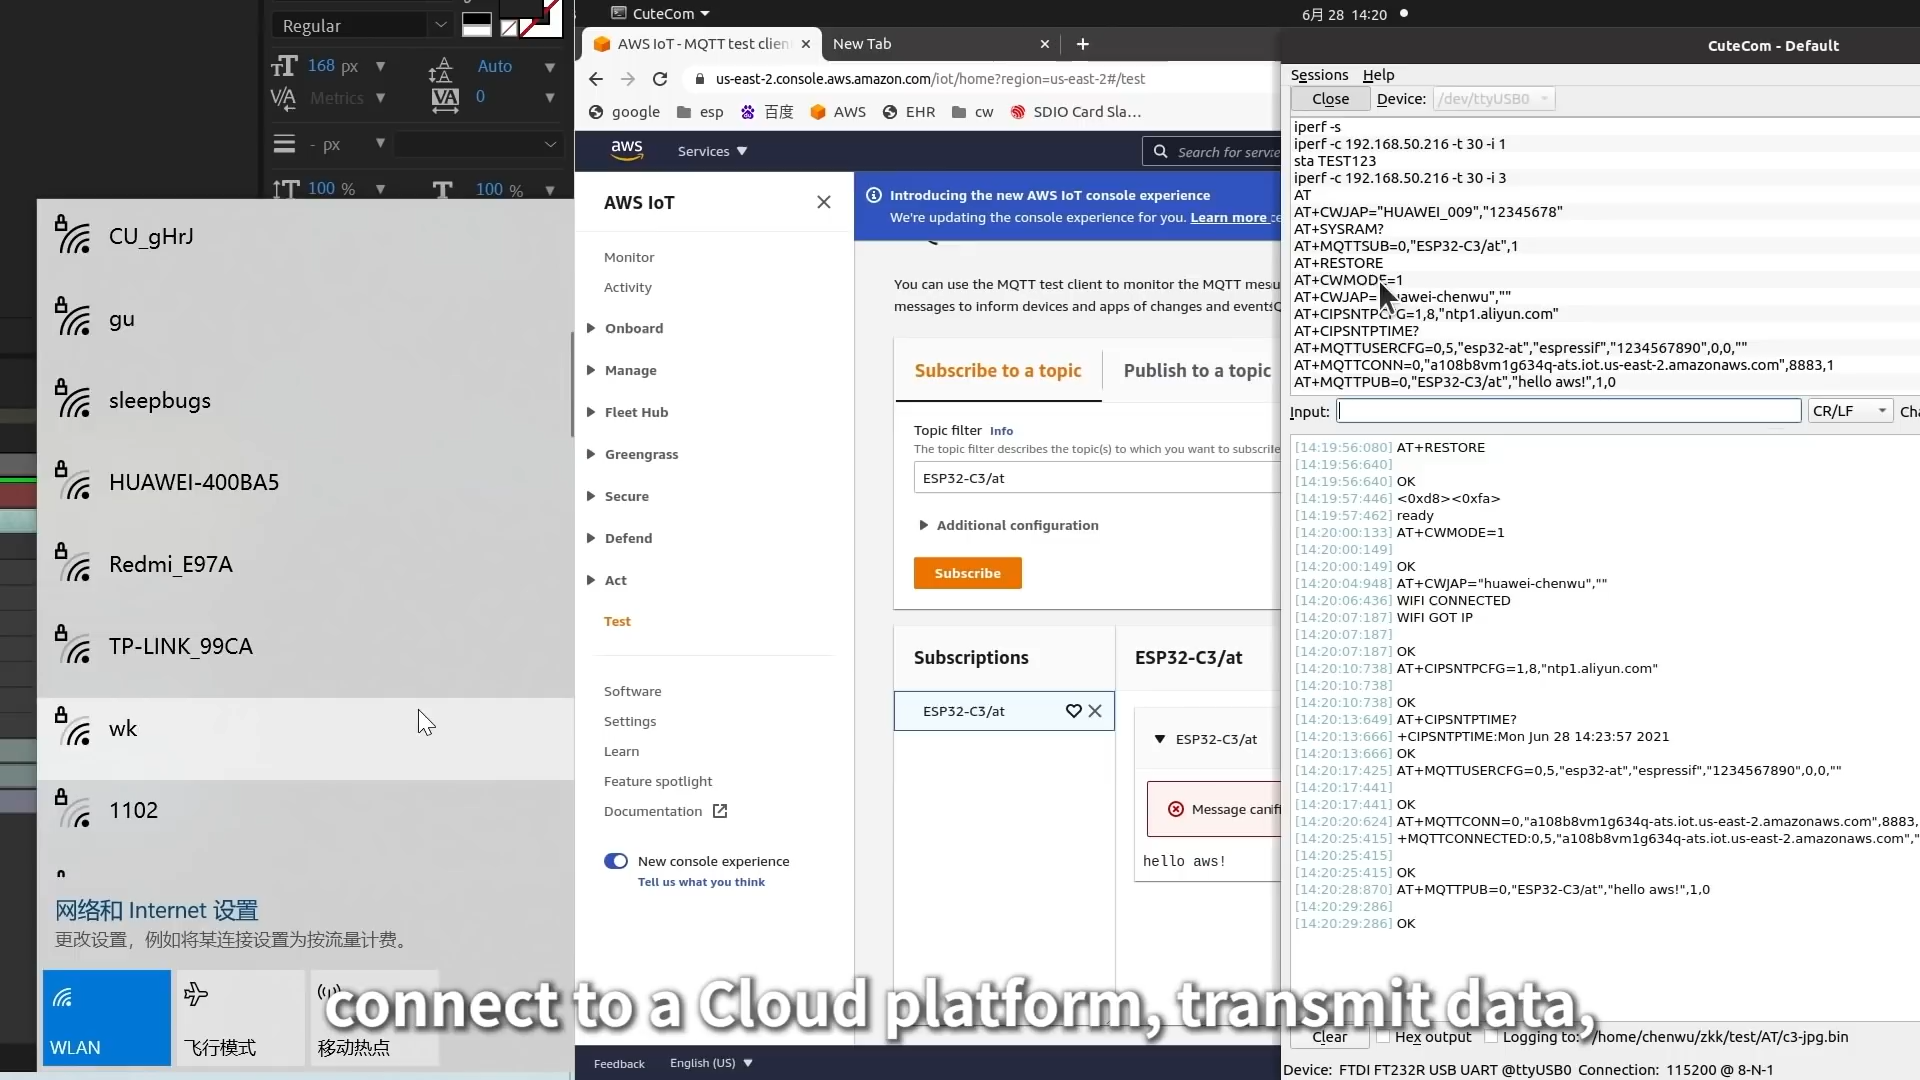 Regular
168 px
Auto
Metrics
0
- px
100 %
100 %
CU_gHrJ
gu
sleepbugs
HUAWEI-400BA5
Redmi_E97A
TP-LINK_99CA
wk
1102
网络和 Internet 设置
更改设置，例如将某连接设置为按流量计费。
WLAN
飞行模式
移动热点
CuteCom
6月 28 14:20
AWS IoT - MQTT test clien
New Tab
us-east-2.console.aws.amazon.com/iot/home?region=us-east-2#/test
google
esp
百度
AWS
EHR
cw
SDIO Card Sla...
aws
Services
Search for servi
AWS IoT
Monitor
Activity
Onboard
Manage
Fleet Hub
Greengrass
Secure
Defend
Act
Test
Software
Settings
Learn
Feature spotlight
Documentation
New console experience
Tell us what you think
Feedback
English (US)
Introducing the new AWS IoT console experience
We're updating the console experience for you. Learn more
You can use the MQTT test client to monitor the MQTT
messages to inform devices and apps of changes and events
Subscribe to a topic
Publish to a topic
Topic filter Info
The topic filter describes the topic(s) to which you want to subscribe
ESP32-C3/at
Additional configuration
Subscribe
Subscriptions
ESP32-C3/at
ESP32-C3/at
ESP32-C3/at
Message
hello aws!
CuteCom - Default
Sessions Help
Close
Device: /dev/ttyUSB0
iperf -s
iperf -c 192.168.50.216 -t 30 -i 1
sta TEST123
iperf -c 192.168.50.216 -t 30 -i 3
AT
AT+CWJAP="HUAWEI_009","12345678"
AT+SYSRAM?
AT+MQTTSUB=0,"ESP32-C3/at",1
AT+RESTORE
AT+CWMODE=1
AT+CWJAP="huawei-chenwu",""
AT+CIPSNTPCFG=1,8,"ntp1.aliyun.com"
AT+CIPSNTPTIME?
AT+MQTTUSERCFG=0,5,"esp32-at","espressif","1234567890",0,0,""
AT+MQTTCONN=0,"a108b8vm1g634q-ats.iot.us-east-2.amazonaws.com",8883,1
AT+MQTTPUB=0,"ESP32-C3/at","hello aws!",1,0
Input:
CR/LF
Cha
[14:19:56:080] AT+RESTORE
[14:19:56:640]
[14:19:56:640] OK
[14:19:57:446] <0xd8><0xfa>
[14:19:57:462] ready
[14:20:00:133] AT+CWMODE=1
[14:20:00:149]
[14:20:00:149] OK
[14:20:04:948] AT+CWJAP="huawei-chenwu",""
[14:20:06:436] WIFI CONNECTED
[14:20:07:187] WIFI GOT IP
[14:20:07:187]
[14:20:07:187] OK
[14:20:10:738] AT+CIPSNTPCFG=1,8,"ntp1.aliyun.com"
[14:20:10:738]
[14:20:10:738] OK
[14:20:13:649] AT+CIPSNTPTIME?
[14:20:13:666] +CIPSNTPTIME:Mon Jun 28 14:23:57 2021
[14:20:13:666] OK
[14:20:17:425] AT+MQTTUSERCFG=0,5,"esp32-at","espressif","1234567890",0,0,""
[14:20:17:441]
[14:20:17:441] OK
[14:20:20:624] AT+MQTTCONN=0,"a108b8vm1g634q-ats.iot.us-east-2.amazonaws.com",8883,
[14:20:25:415] +MQTTCONNECTED:0,5,"a108b8vm1g634q-ats.iot.us-east-2.amazonaws.com","
[14:20:25:415]
[14:20:25:415] OK
[14:20:28:870] AT+MQTTPUB=0,"ESP32-C3/at","hello aws!",1,0
[14:20:29:286]
[14:20:29:286] OK
connect to a Cloud platform, transmit data,
Clear
Hex output
Logging to: /home/chenwu/zkk/test/AT/c3-jpg.bin
Device: FTDI FT232R USB UART @ttyUSB0 Connection: 115200 @ 8-N-1